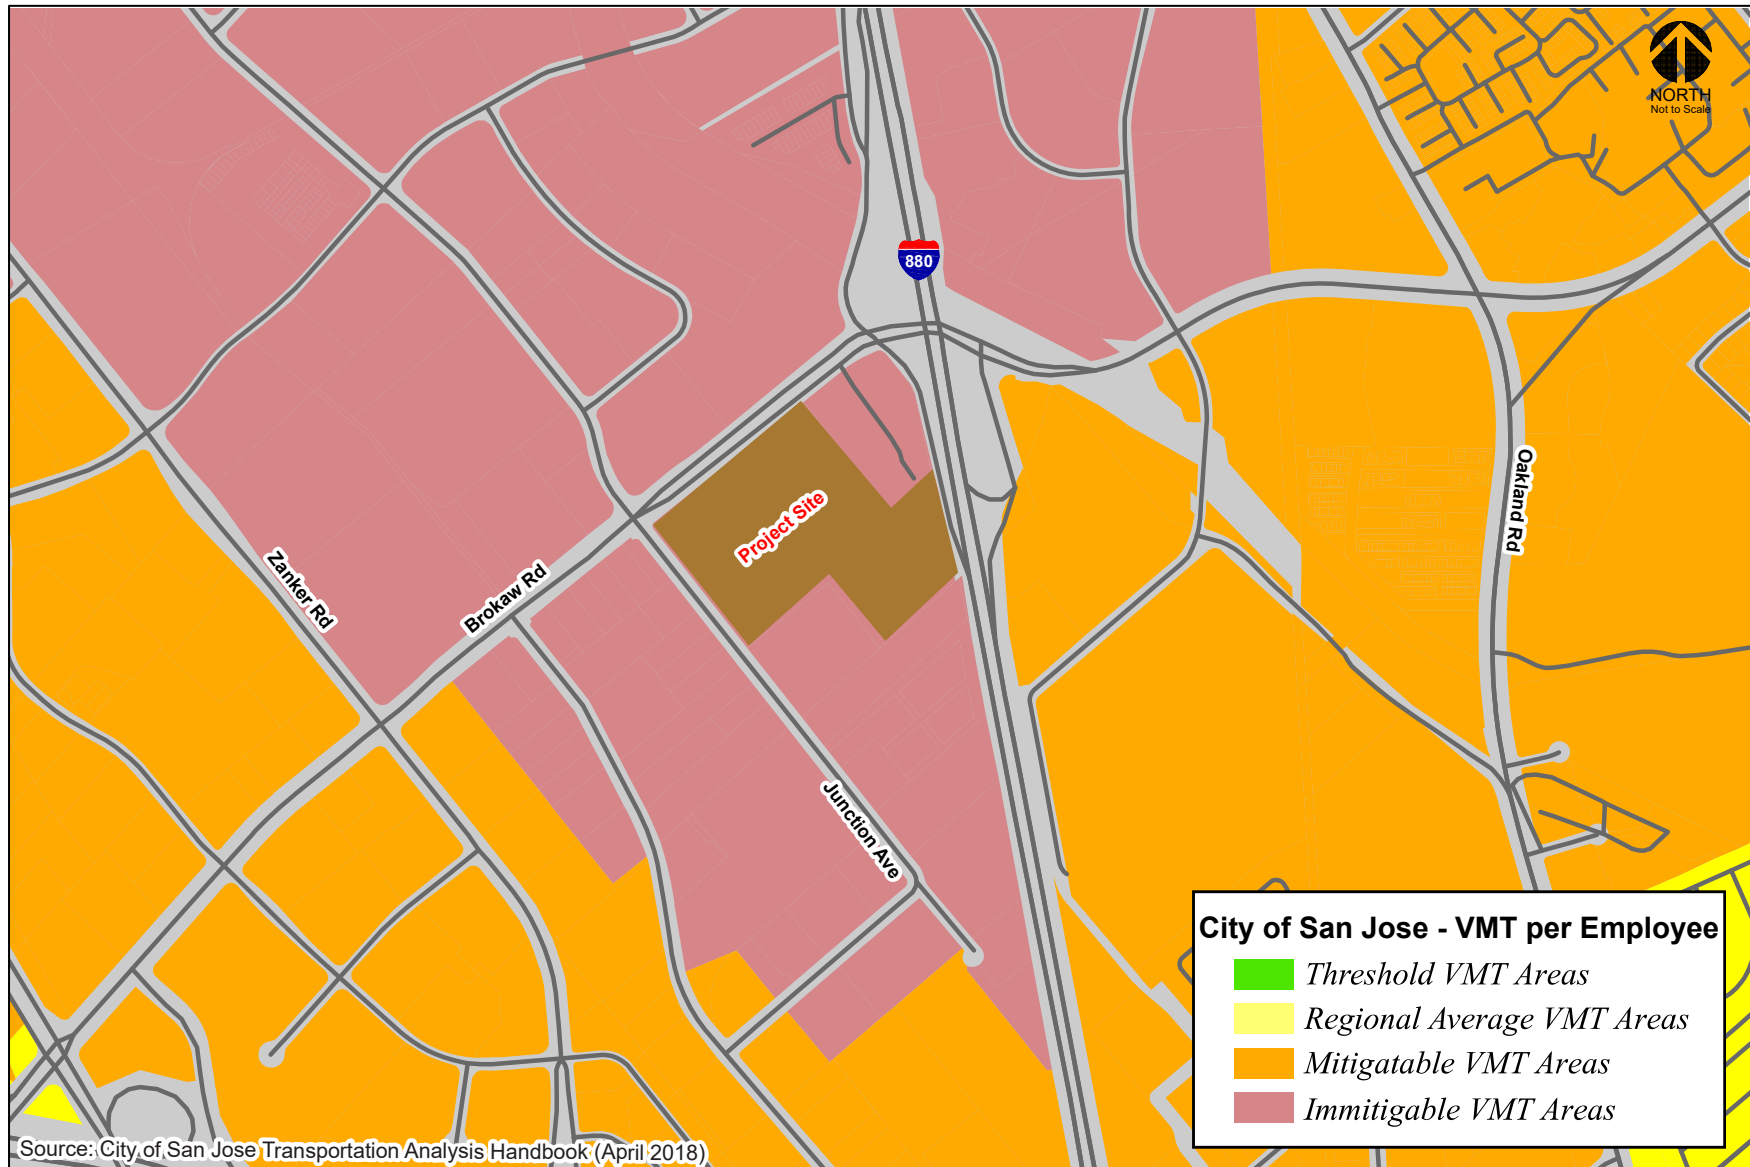 NORTH
Not to Scale
880
Oakland Rd
Project Site
Zanker Rd
Brokaw Rd
Junction Ave
City of San Jose - VMT per Employee
Threshold VMT Areas
Regional Average VMT Areas
Mitigatable VMT Areas
Immitigable VMT Areas
Source: City of San Jose Transportation Analysis Handbook (April 2018)